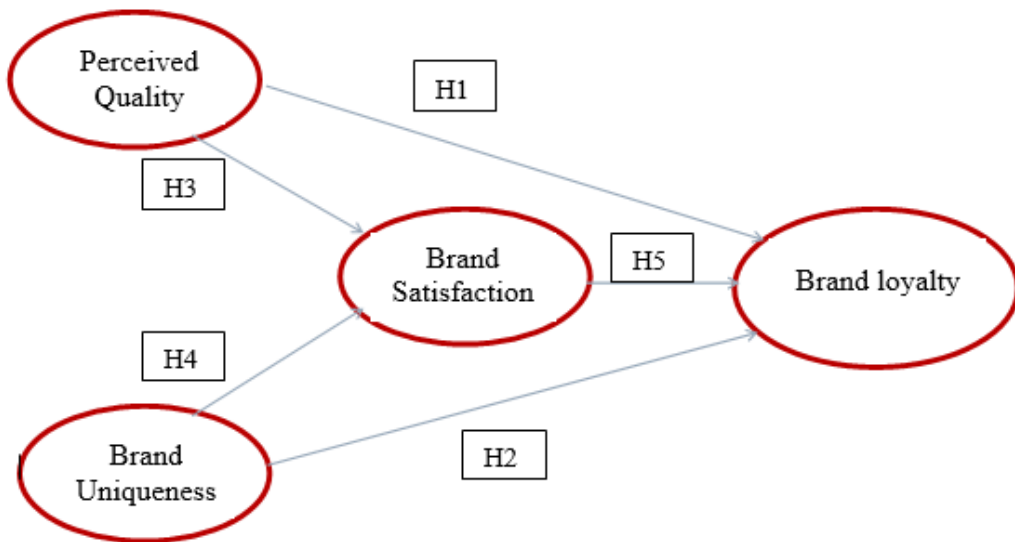 Perceived
Quality
H1
H3
Brand
Satisfaction
H5
Brand loyalty
H4
Brand
Uniqueness
H2